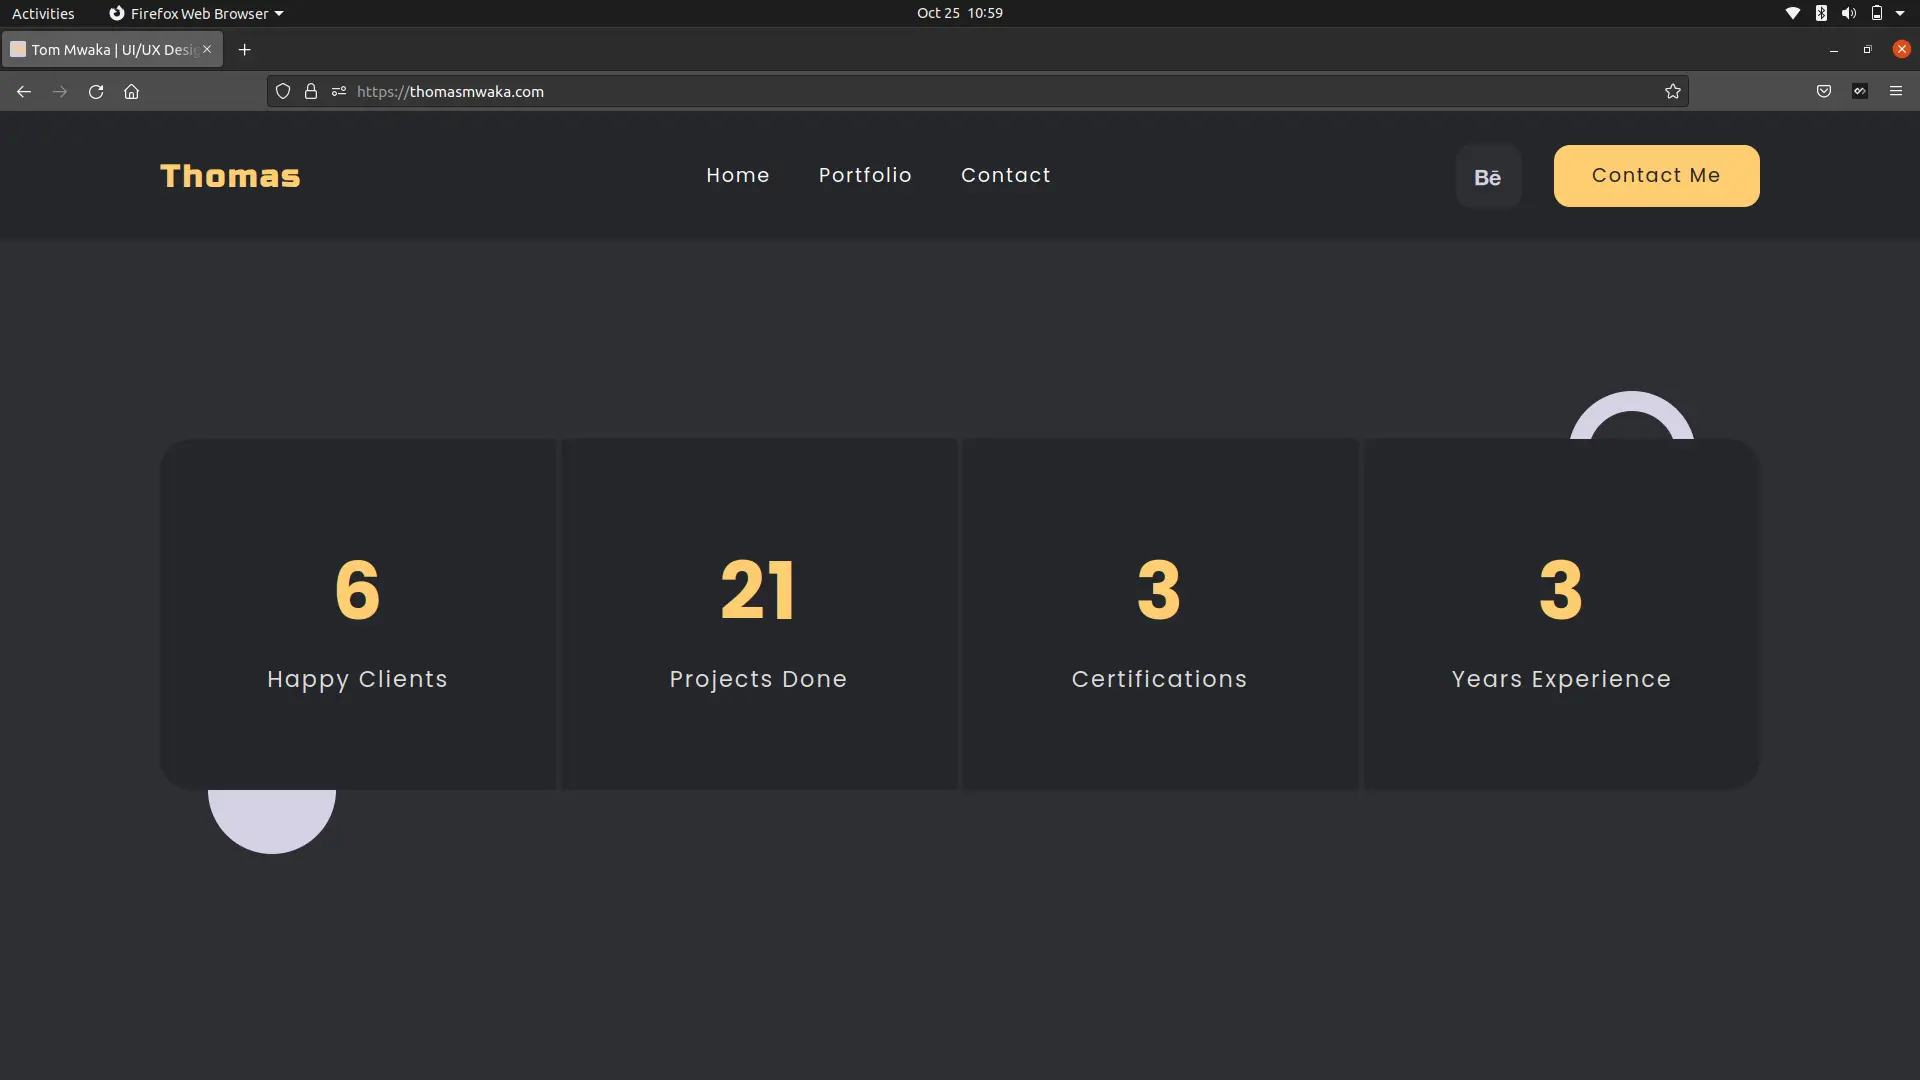 Activities
Firefox Web Browser
Oct 25 10:59
Tom Mwaka | UI/UX Desig
https://thomasmwaka.com
Thomas
Home
Portfolio
Contact
Bē
Contact Me
6
21
3
3
Happy Clients
Projects Done
Certifications
Years Experience